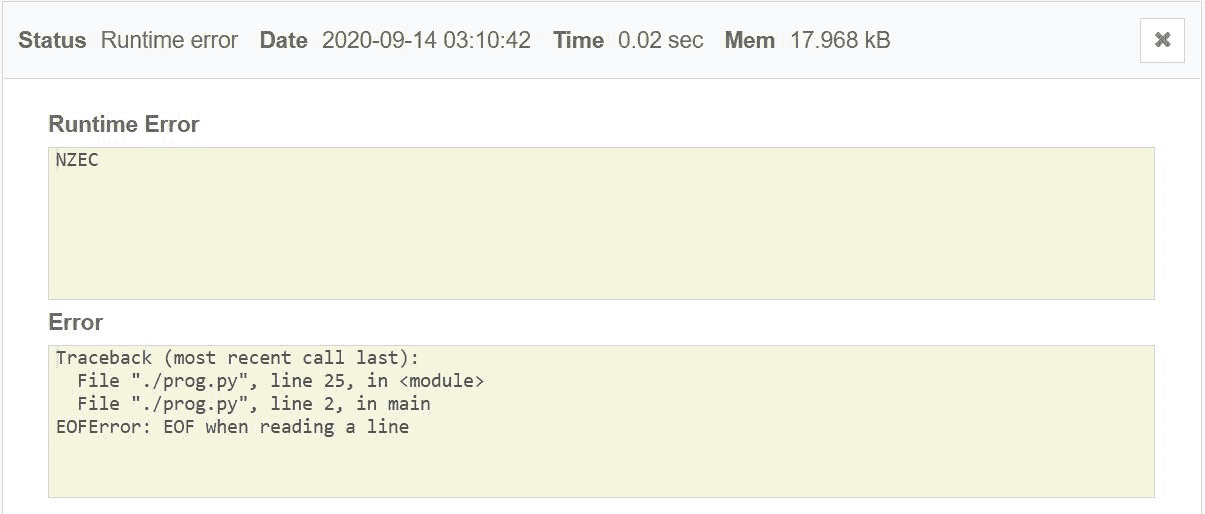 Status Runtime error Date 2020-09-14 03:10:42 Time 0.02 sec Mem 17.968 kB
Runtime Error
NZEC
Error
Traceback (most recent call last):
  File "./prog.py", line 25, in <module>
  File "./prog.py", line 2, in main
EOFError: EOF when reading a line